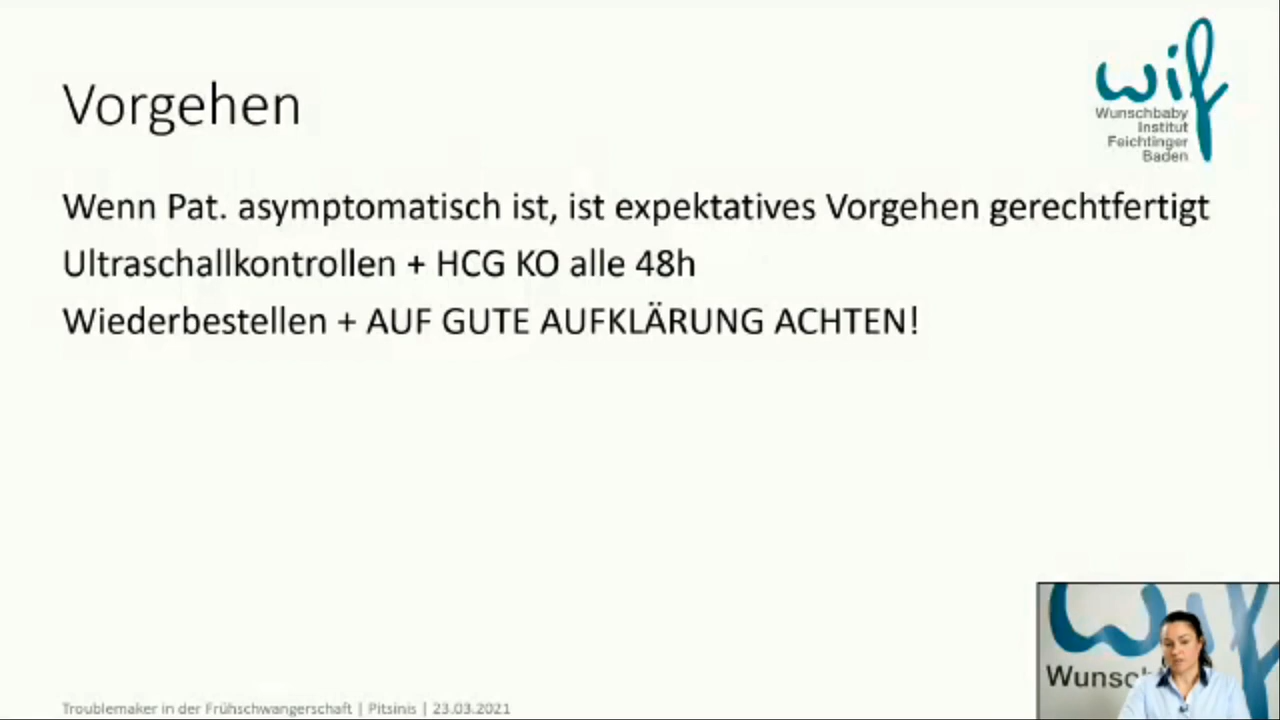 Vorgehen
wif
Wunschbaby
Institut
Feichtinger
Baden
Wenn Pat. asymptomatisch ist, ist expektatives Vorgehen gerechtfertigt
Ultraschallkontrollen + HCG KO alle 48h
Wiederbestellen + AUF GUTE AUFKLÄRUNG ACHTEN!
Troublemaker in der Frühschwangerschaft | Pitsinis | 23.03.2021